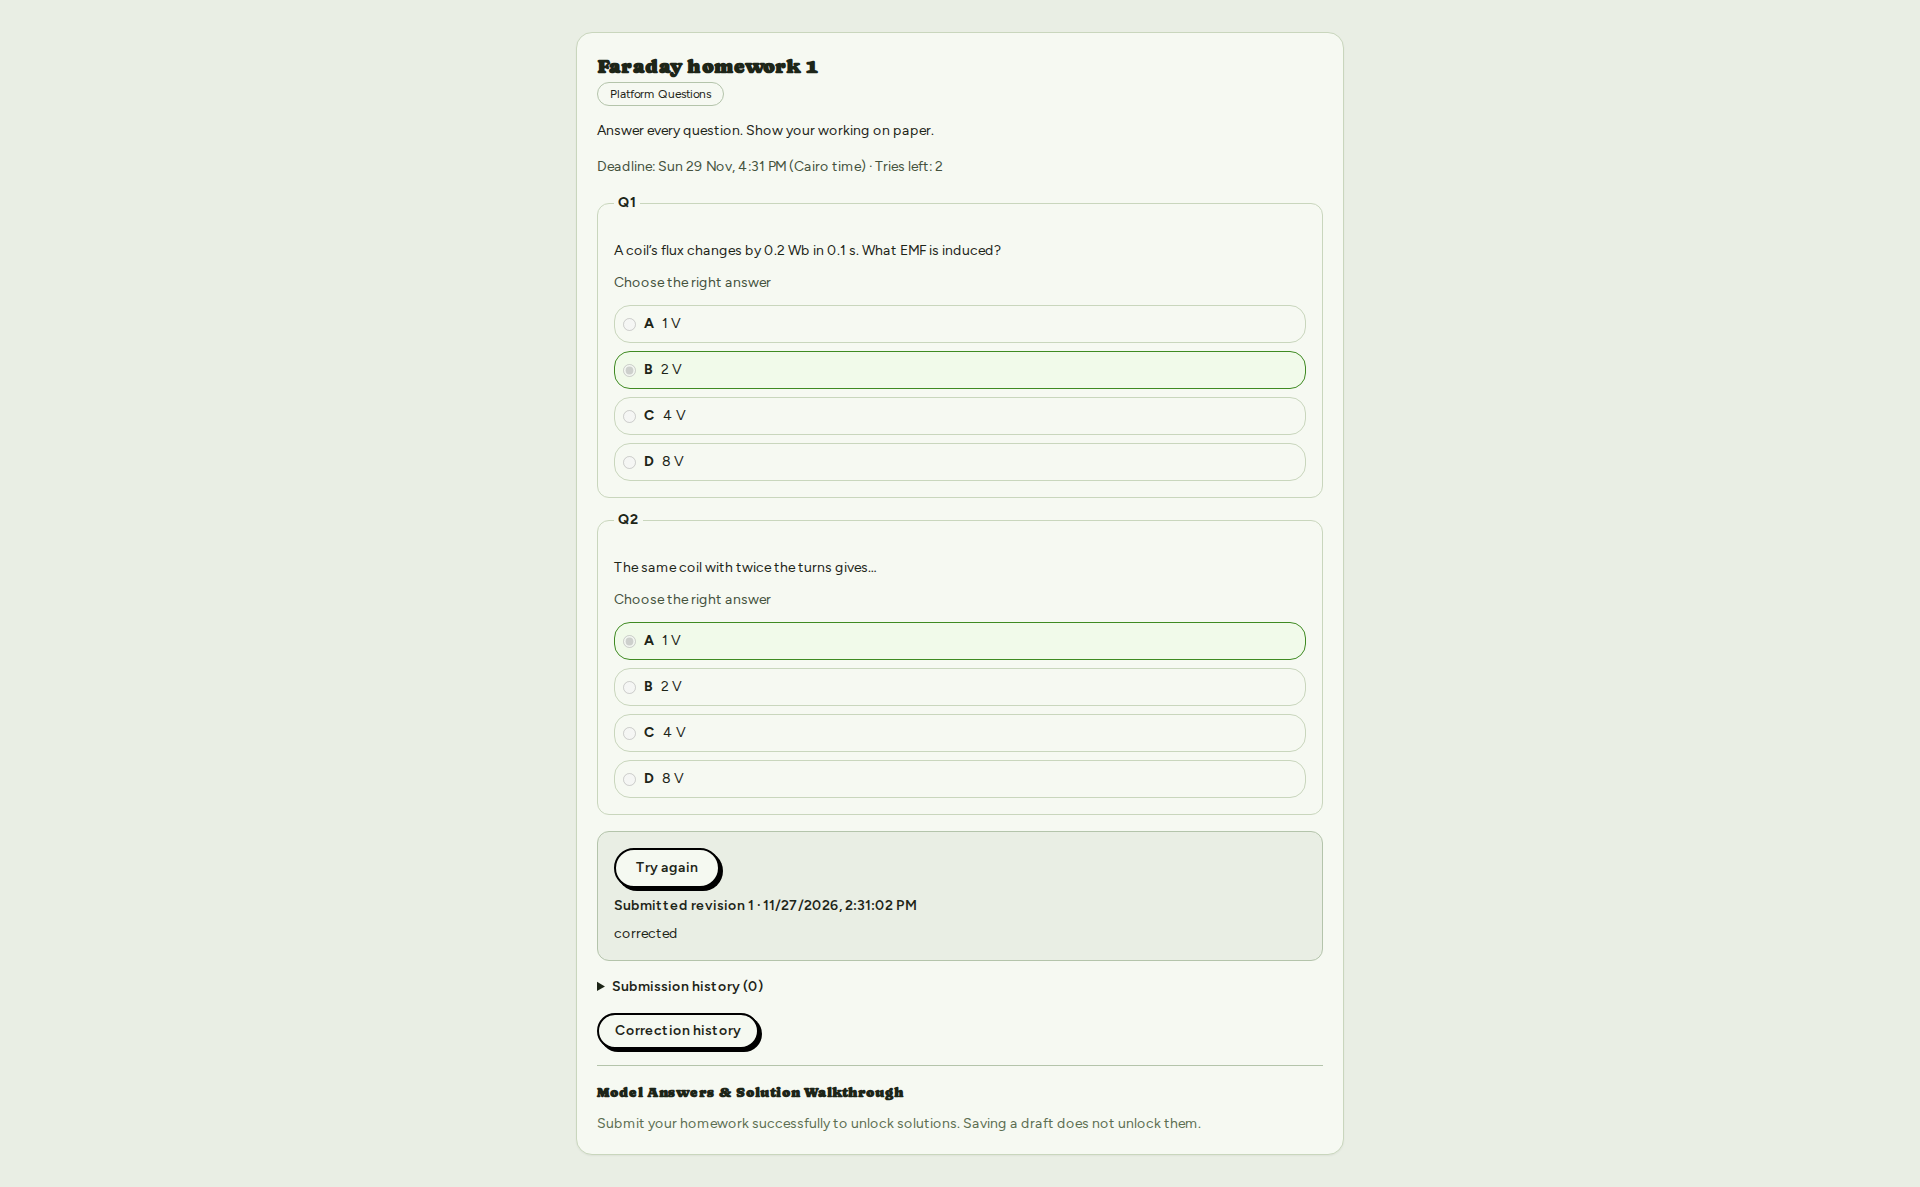 Faraday homework 1
Platform Questions
Answer every question. Show your working on paper.
Deadline: Sun 29 Nov, 4:31 PM (Cairo time) · Tries left: 2
Q1
A coil’s flux changes by 0.2 Wb in 0.1 s. What EMF is induced?
Choose the right answer
A 1 V
B 2 V
C 4 V
D 8 V
Q2
The same coil with twice the turns gives…
Choose the right answer
A 1 V
B 2 V
C 4 V
D 8 V
Try again
Submitted revision 1 · 11/27/2026, 2:31:02 PM
corrected
Submission history (0)
Correction history
Model Answers & Solution Walkthrough
Submit your homework successfully to unlock solutions. Saving a draft does not unlock them.